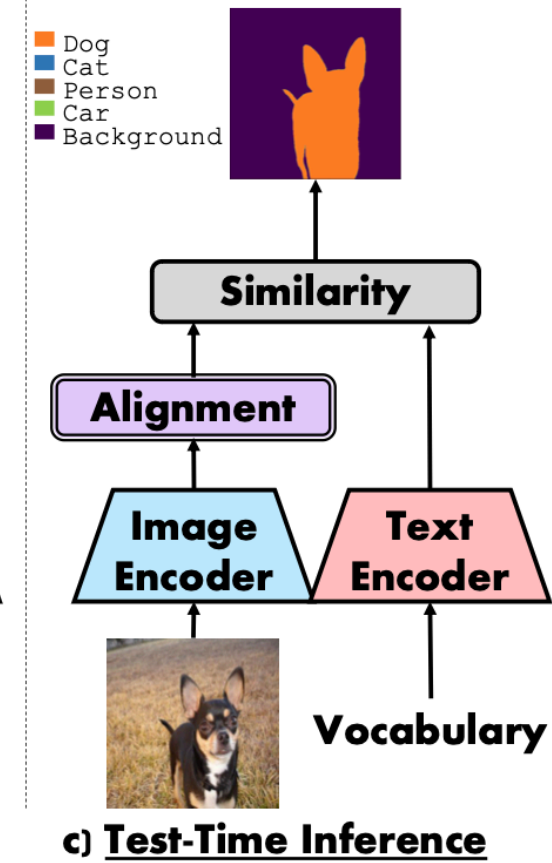 Dog
Cat
Person
Car
Background
Similarity
Alignment
Image
Encoder
Text
Encoder
Vocabulary
c) Test-Time Inference